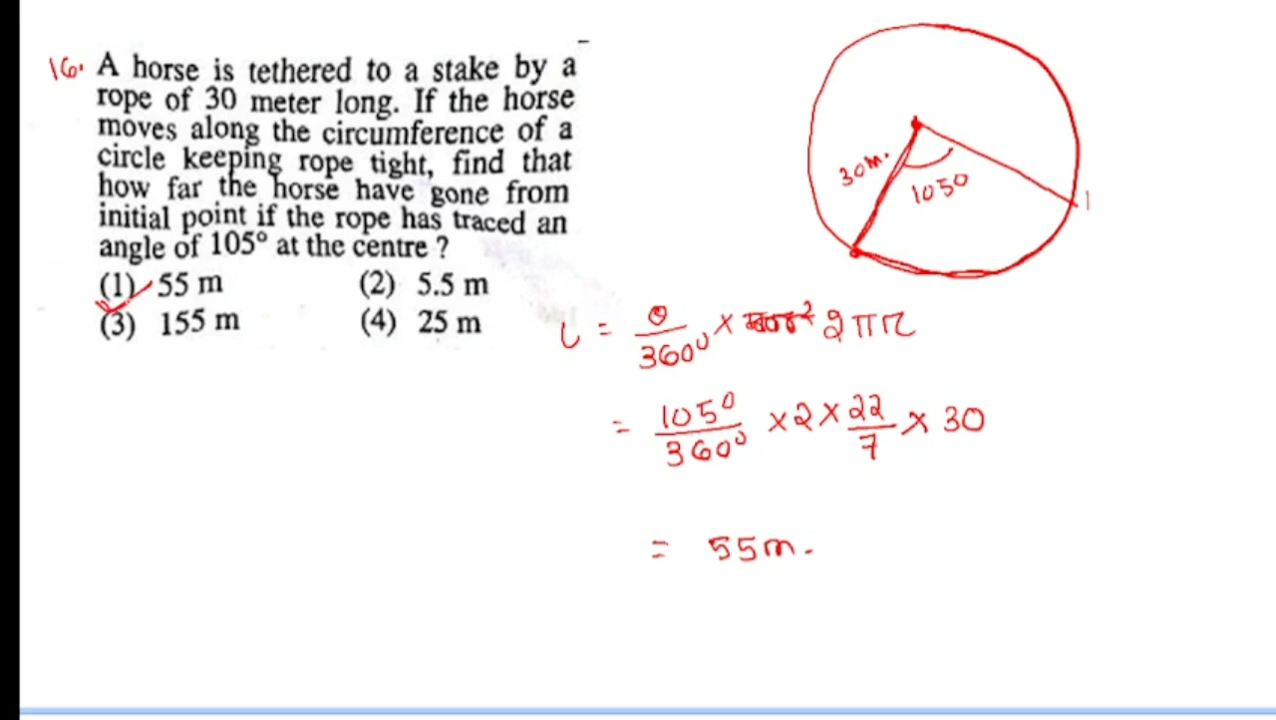 16. A horse is tethered to a stake by a
rope of 30 meter long. If the horse
moves along the circumference of a
circle keeping rope tight, find that
how far the horse have gone from
initial point if the rope has traced an
angle of 105° at the centre ?
(1) 55 m (2) 5.5 m
(3) 155 m (4) 25 m
30m.
105°
l = θ/360° × 2πr
= 105°/360° × 2 × 22/7 × 30
= 55m.